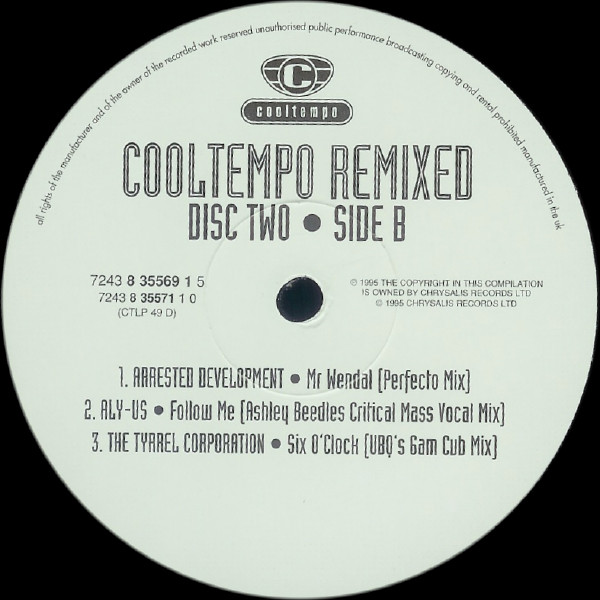 all rights of the manufacturer and of the owner of the recorded work reserved unauthorised public performance broadcasting copying and rental prohibited manufactured in the uk
C
cooltempo
COOLTEMPO REMIXED
DISC TWO ● SIDE B
7243 8 35569 1 5
7243 8 35571 1 0
(CTLP 49 D)
© 1995 THE COPYRIGHT IN THIS COMPILATION
IS OWNED BY CHRYSALIS RECORDS LTD
© 1995 CHRYSALIS RECORDS LTD
1. ARRESTED DEVELOPMENT ● Mr Wendal (Perfecto Mix)
2. ALY-US ● Follow Me (Ashley Beedles Critical Mass Vocal Mix)
3. THE TYRREL CORPORATION ● Six O'Clock (UBQ's 6am Cub Mix)